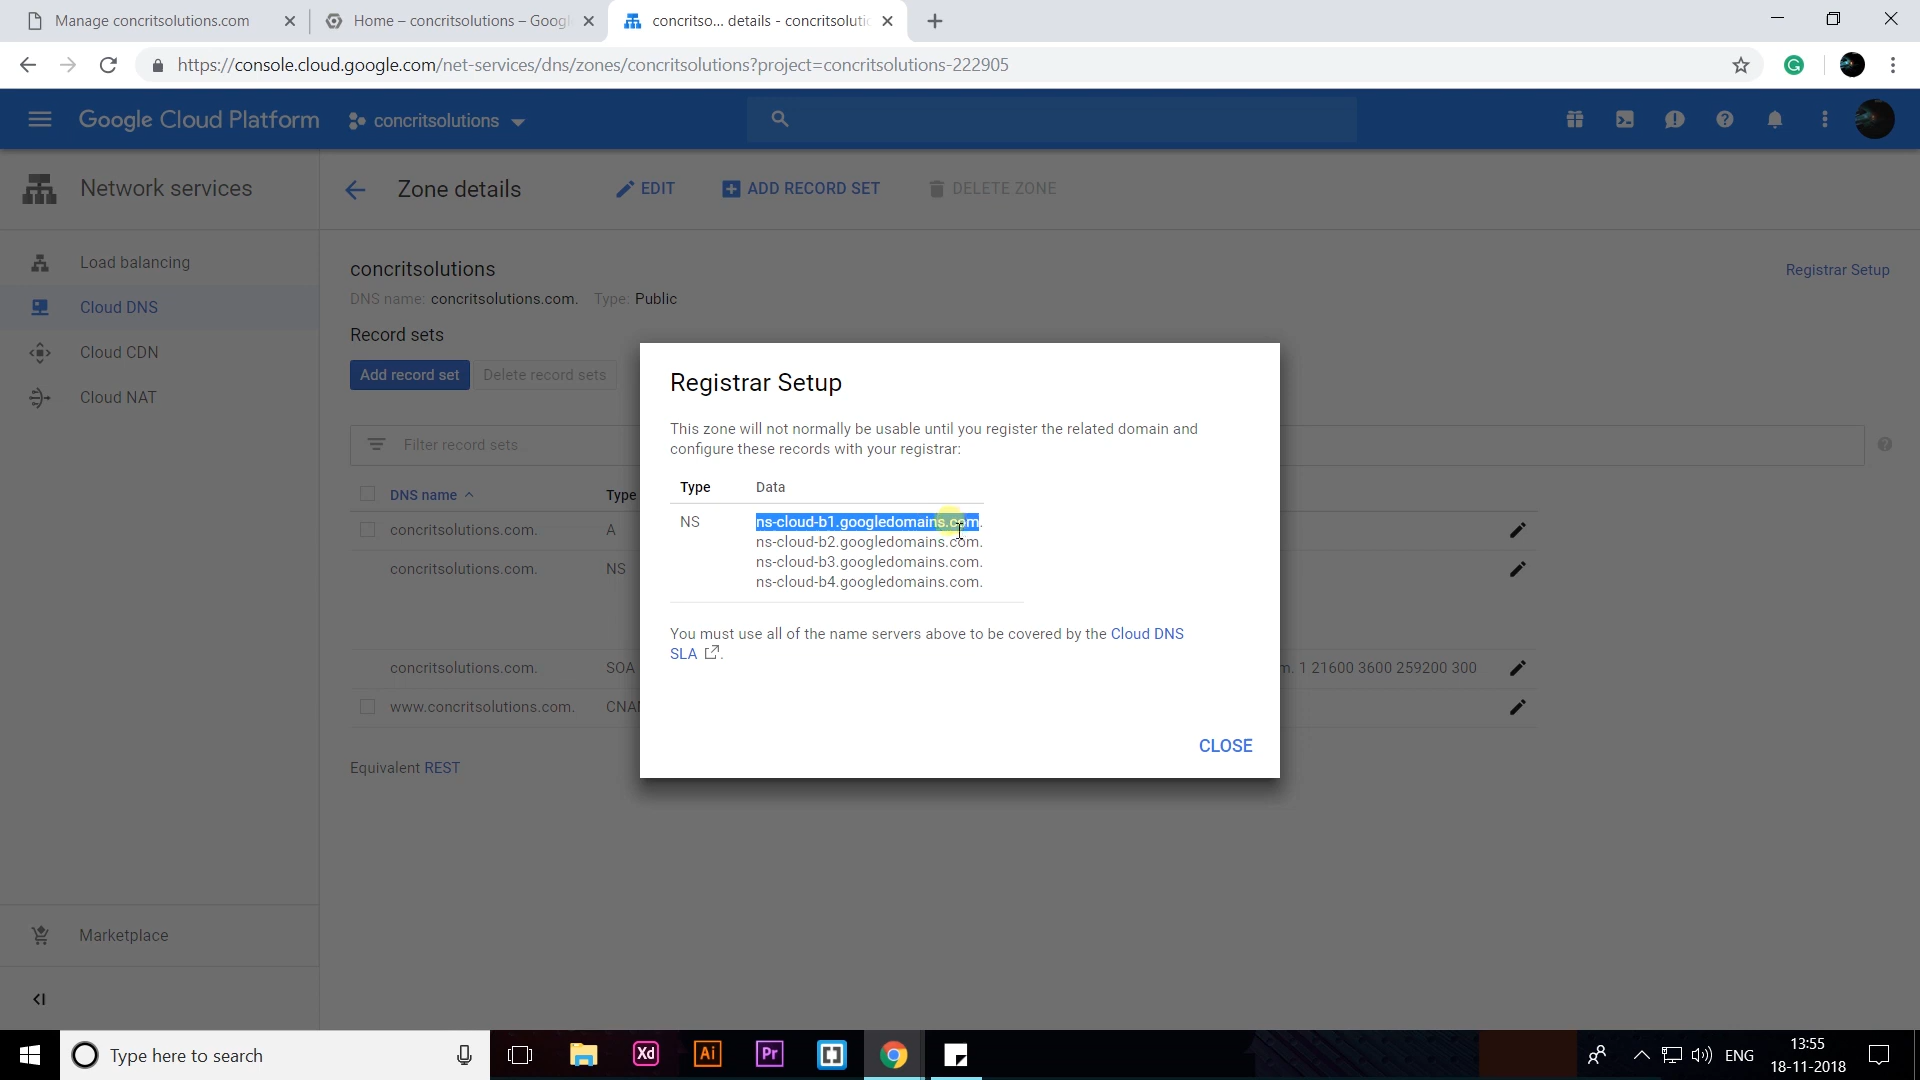 Manage concritsolutions.com
Home – concritsolutions – Googl
concritso... details - concritsolutio
https://console.cloud.google.com/net-services/dns/zones/concritsolutions?project=concritsolutions-222905
Google Cloud Platform
concritsolutions
Network services
Zone details
EDIT
ADD RECORD SET
DELETE ZONE
Load balancing
Cloud DNS
Cloud CDN
Cloud NAT
concritsolutions
Registrar Setup
DNS name: concritsolutions.com. Type: Public
Record sets
Add record set
Delete record sets
Filter record sets
DNS name
Type
concritsolutions.com. A
concritsolutions.com. NS
concritsolutions.com. SOA
m. 1 21600 3600 259200 300
www.concritsolutions.com. CNA
Equivalent REST
Registrar Setup
This zone will not normally be usable until you register the related domain and
configure these records with your registrar:
Type Data
NS ns-cloud-b1.googledomains.com.
ns-cloud-b2.googledomains.com.
ns-cloud-b3.googledomains.com.
ns-cloud-b4.googledomains.com.
You must use all of the name servers above to be covered by the Cloud DNS
SLA .
CLOSE
Marketplace
Type here to search
Xd
Ai
Pr
ENG
13:55
18-11-2018